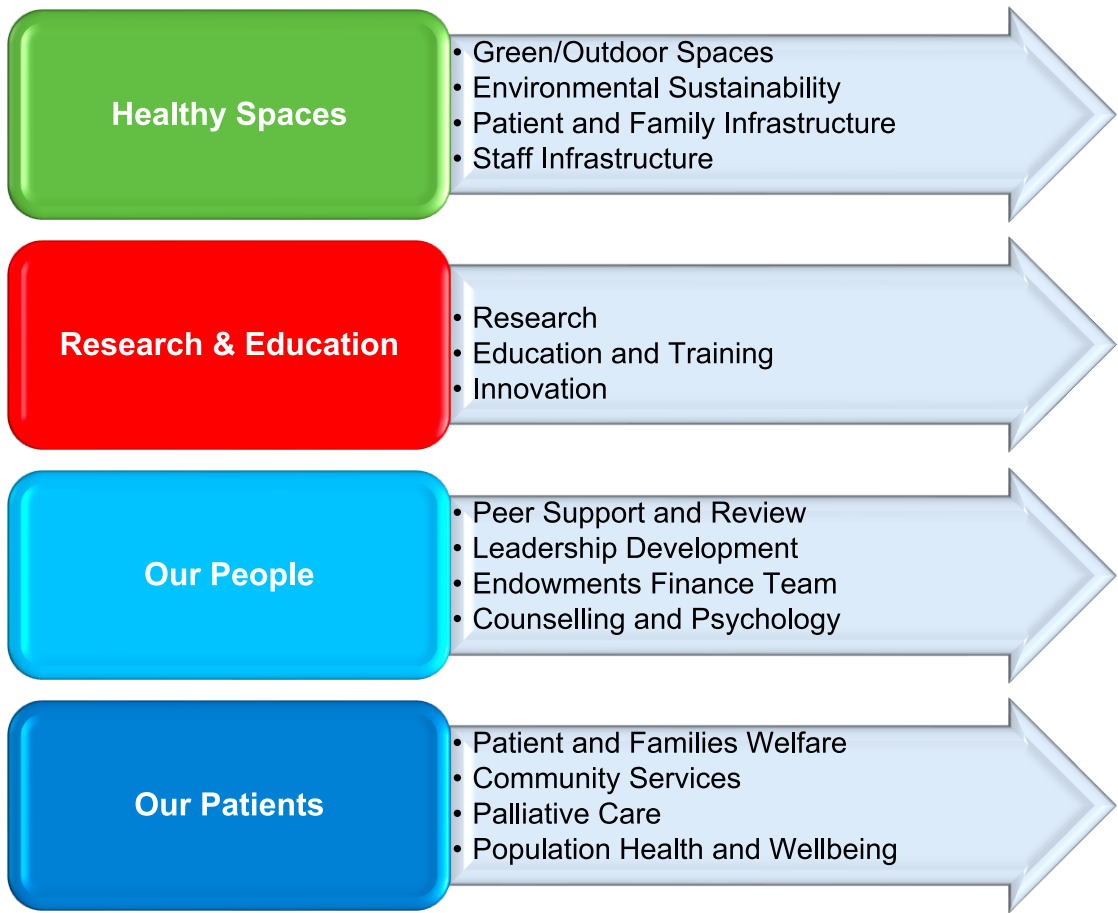 Healthy Spaces
• Green/Outdoor Spaces
• Environmental Sustainability
• Patient and Family Infrastructure
• Staff Infrastructure
Research & Education
• Research
• Education and Training
• Innovation
Our People
• Peer Support and Review
• Leadership Development
• Endowments Finance Team
• Counselling and Psychology
Our Patients
• Patient and Families Welfare
• Community Services
• Palliative Care
• Population Health and Wellbeing